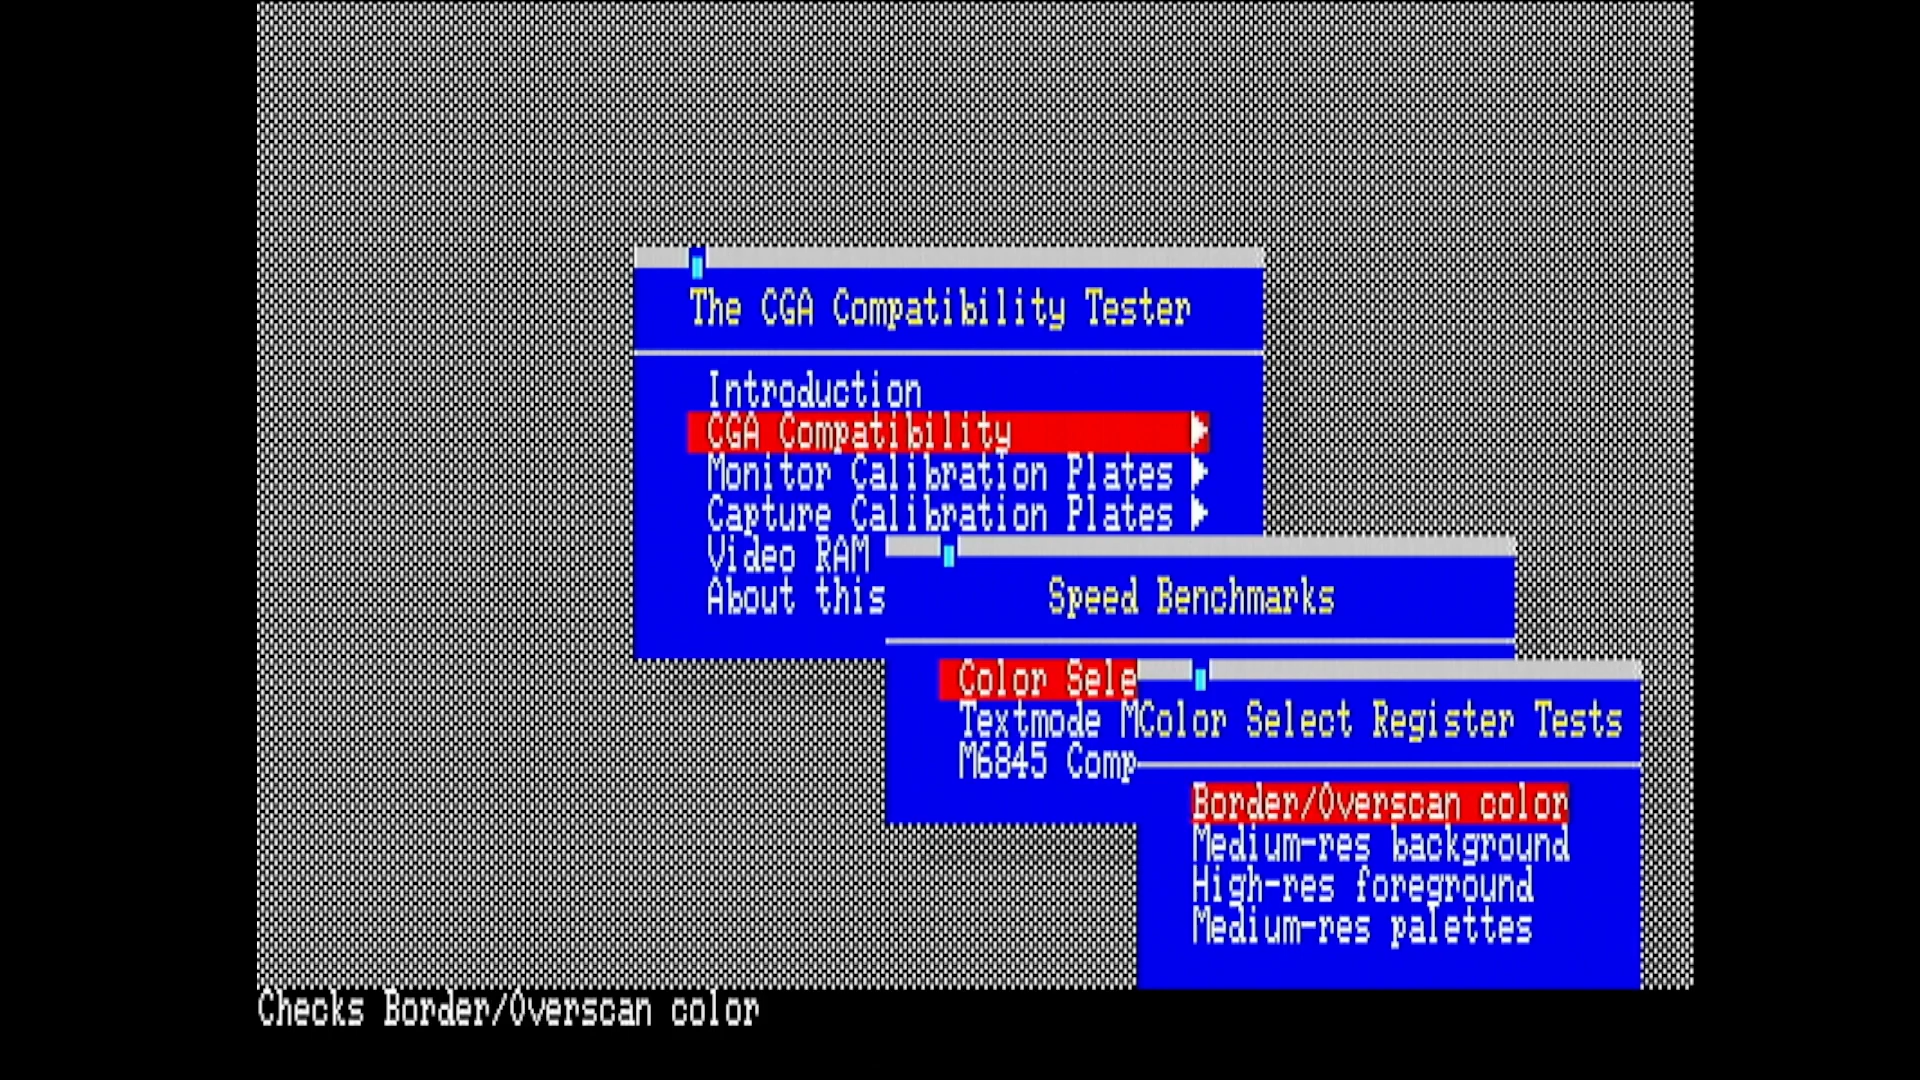 The CGA Compatibility Tester
Introduction
CGA Compatibility
Monitor Calibration Plates
Capture Calibration Plates
Video RAM
About this
Speed Benchmarks
Color Sele
Textmode M
M6845 Comp
Color Select Register Tests
Border/Overscan color
Medium-res background
High-res foreground
Medium-res palettes
Checks Border/Overscan color